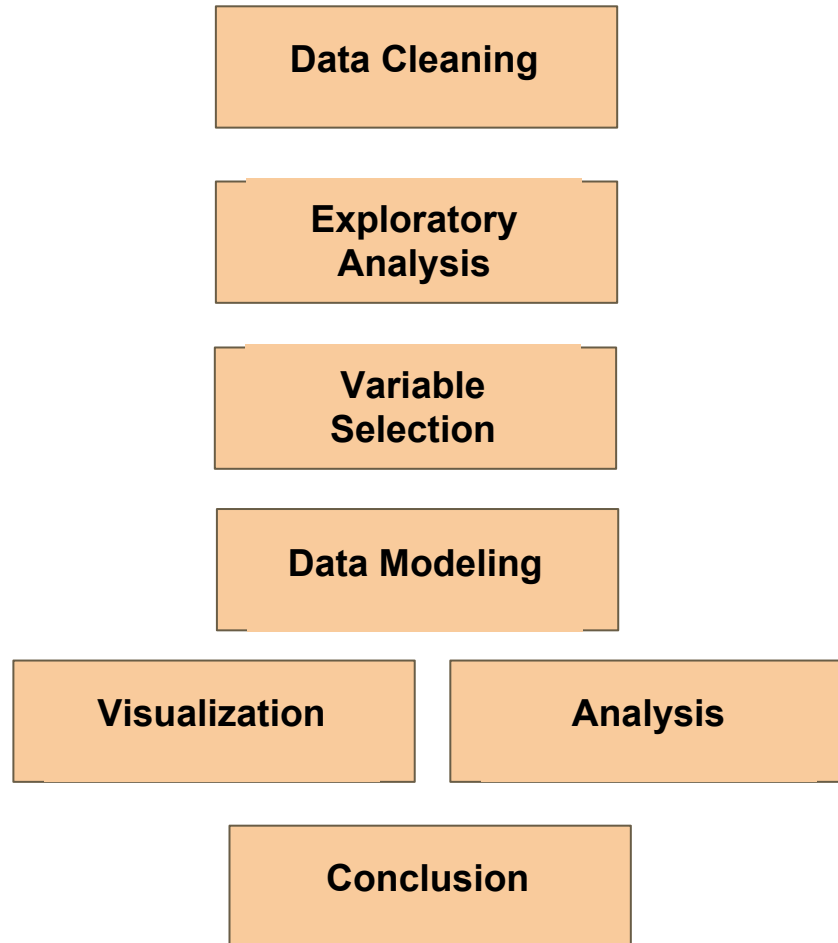 Data Cleaning
Exploratory
Analysis
Variable
Selection
Data Modeling
Visualization
Analysis
Conclusion